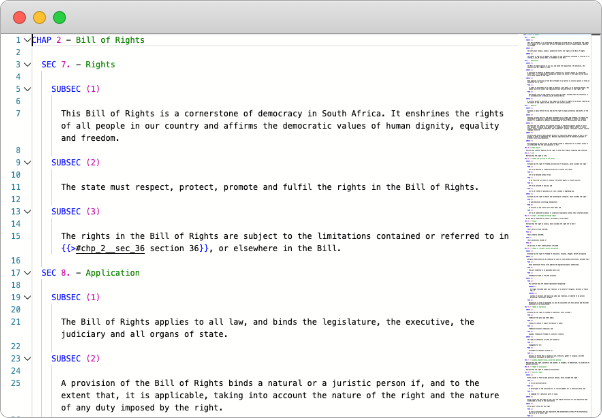 1 CHAP 2 - Bill of Rights
2
3 SEC 7. - Rights
4
5 SUBSEC (1)
6
7 This Bill of Rights is a cornerstone of democracy in South Africa. It enshrines the rights
of all people in our country and affirms the democratic values of human dignity, equality
and freedom.
8
9 SUBSEC (2)
10
11 The state must respect, protect, promote and fulfil the rights in the Bill of Rights.
12
13 SUBSEC (3)
14
15 The rights in the Bill of Rights are subject to the limitations contained or referred to in
{{>#chp_2__sec_36 section 36}}, or elsewhere in the Bill.
16
17 SEC 8. - Application
18
19 SUBSEC (1)
20
21 The Bill of Rights applies to all law, and binds the legislature, the executive, the
judiciary and all organs of state.
22
23 SUBSEC (2)
24
25 A provision of the Bill of Rights binds a natural or a juristic person if, and to the
extent that, it is applicable, taking into account the nature of the right and the nature
of any duty imposed by the right.